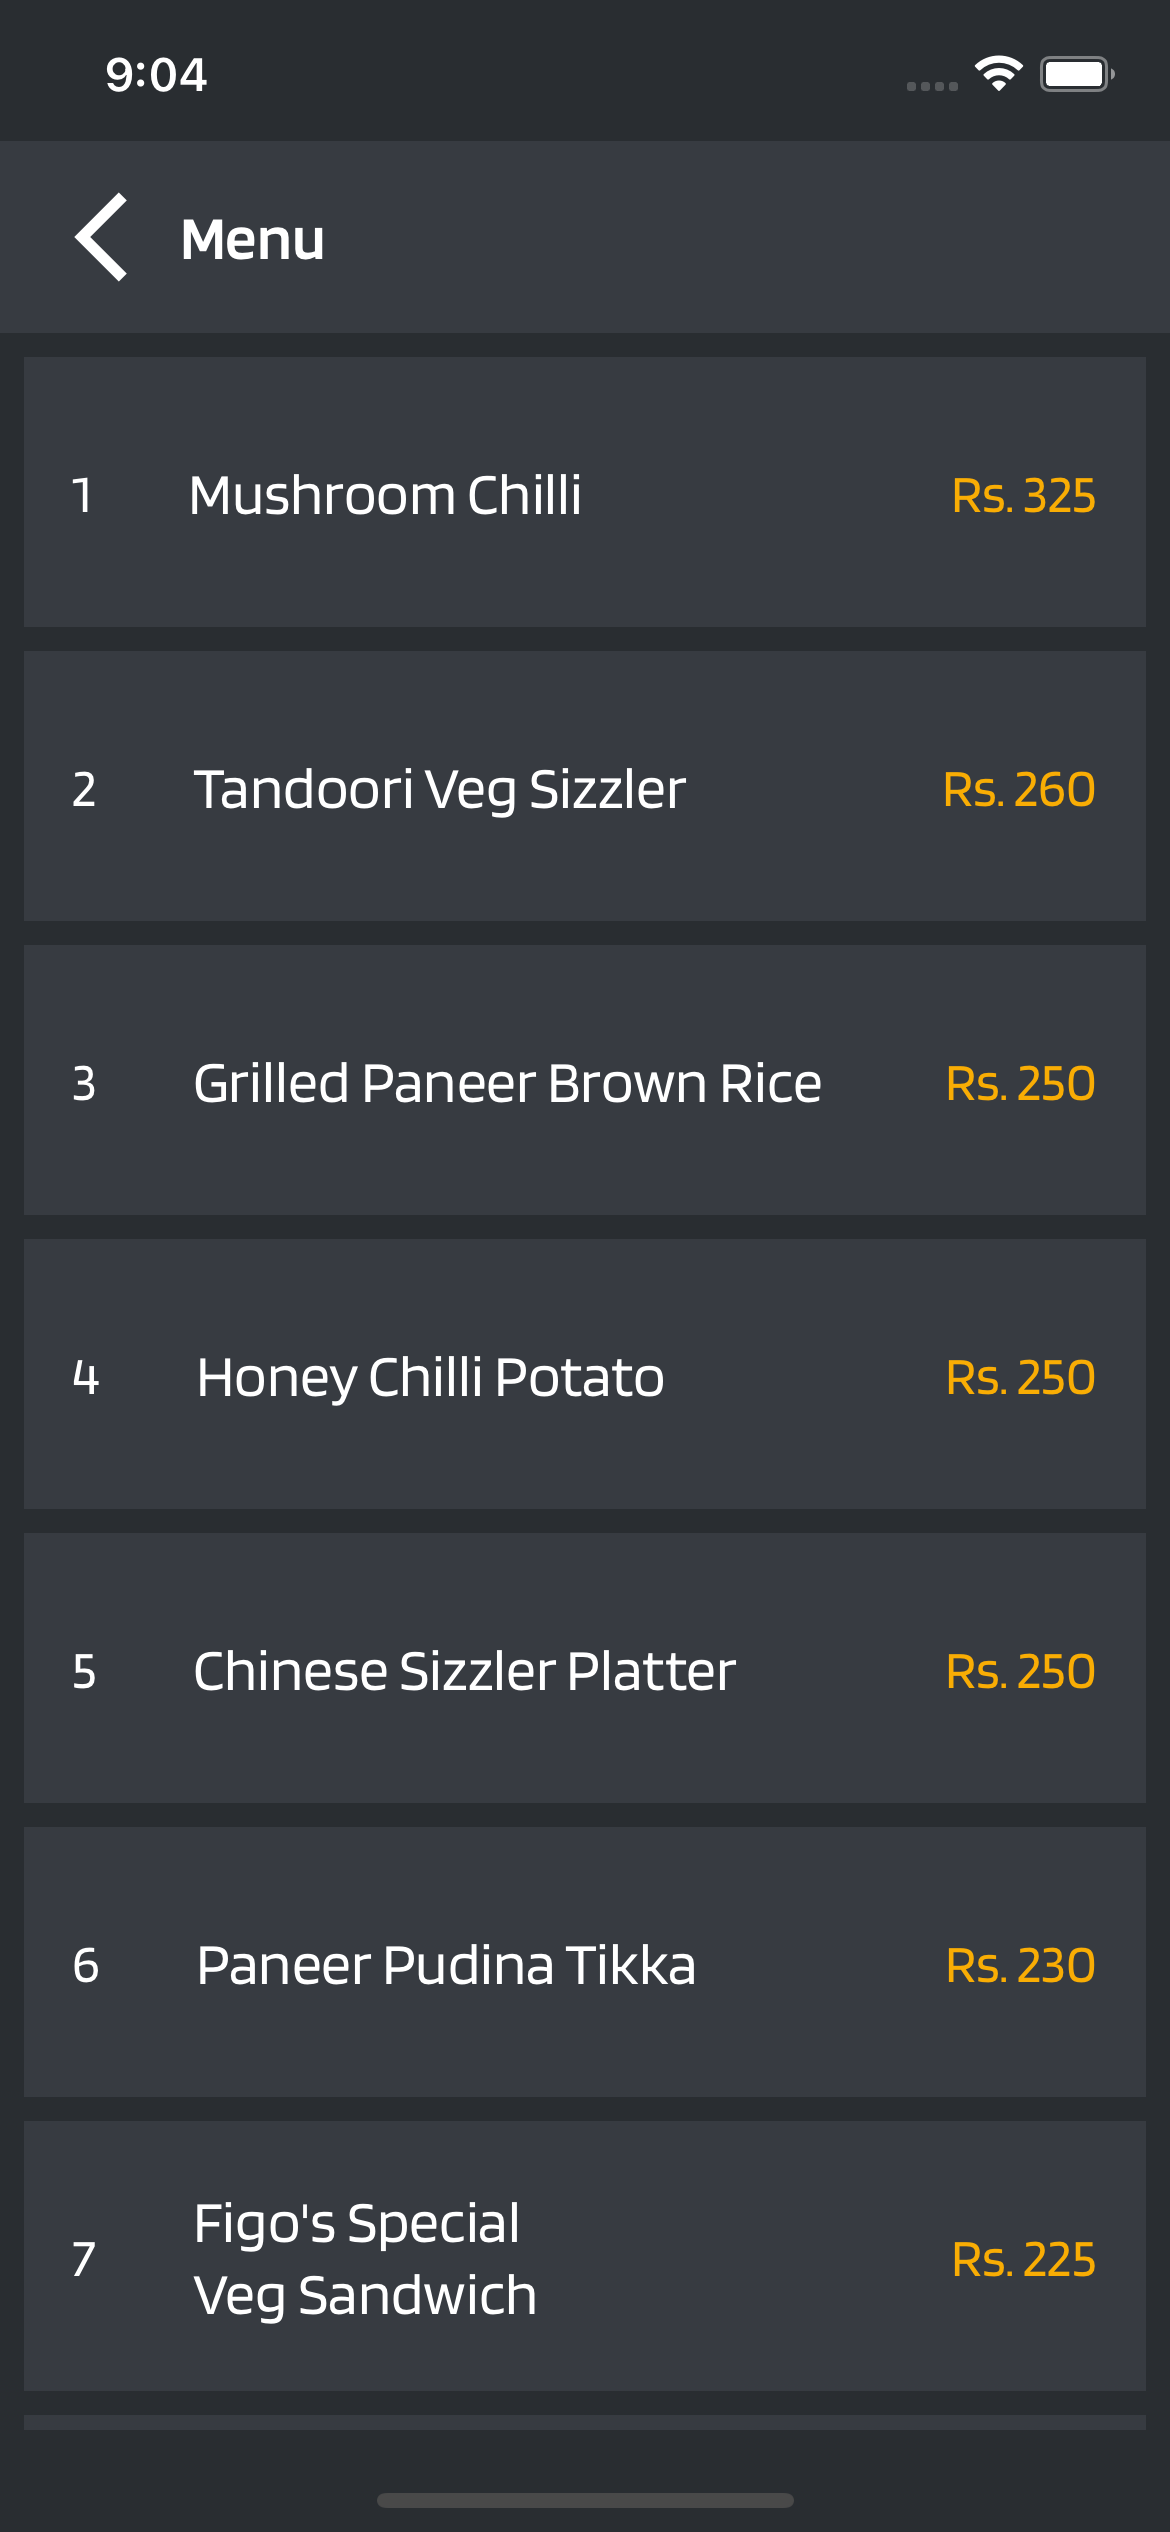 9:04
Menu
1 Mushroom Chilli Rs. 325
2 Tandoori Veg Sizzler Rs. 260
3 Grilled Paneer Brown Rice Rs. 250
4 Honey Chilli Potato Rs. 250
5 Chinese Sizzler Platter Rs. 250
6 Paneer Pudina Tikka Rs. 230
7 Figo's Special
Veg Sandwich Rs. 225